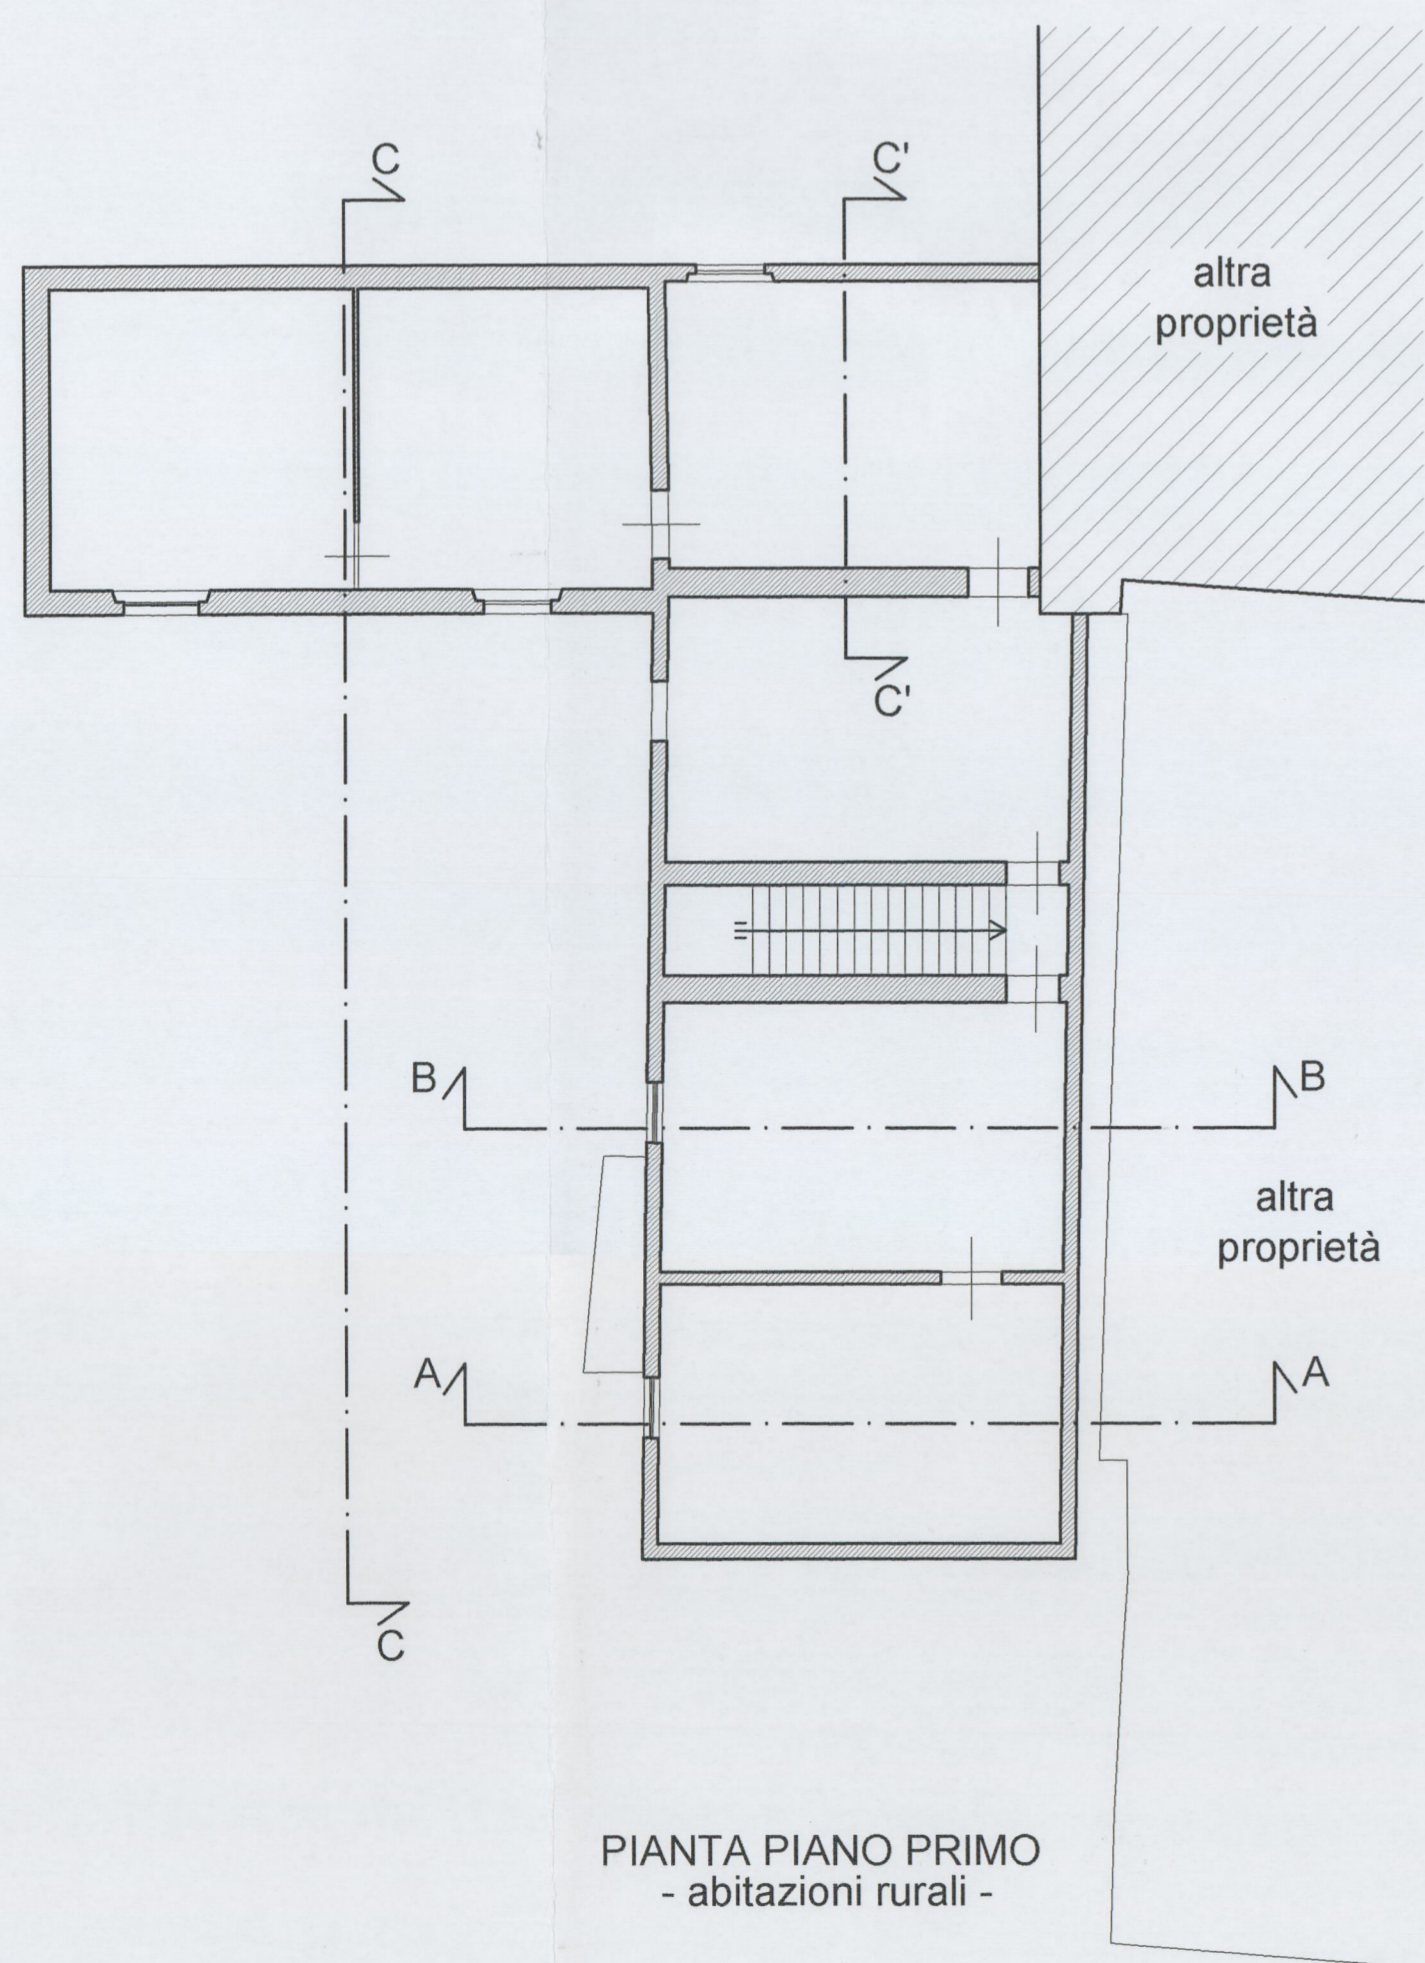 C
C'
altra
proprietà
C'
B
B
altra
proprietà
A
A
C
PIANTA PIANO PRIMO
- abitazioni rurali -